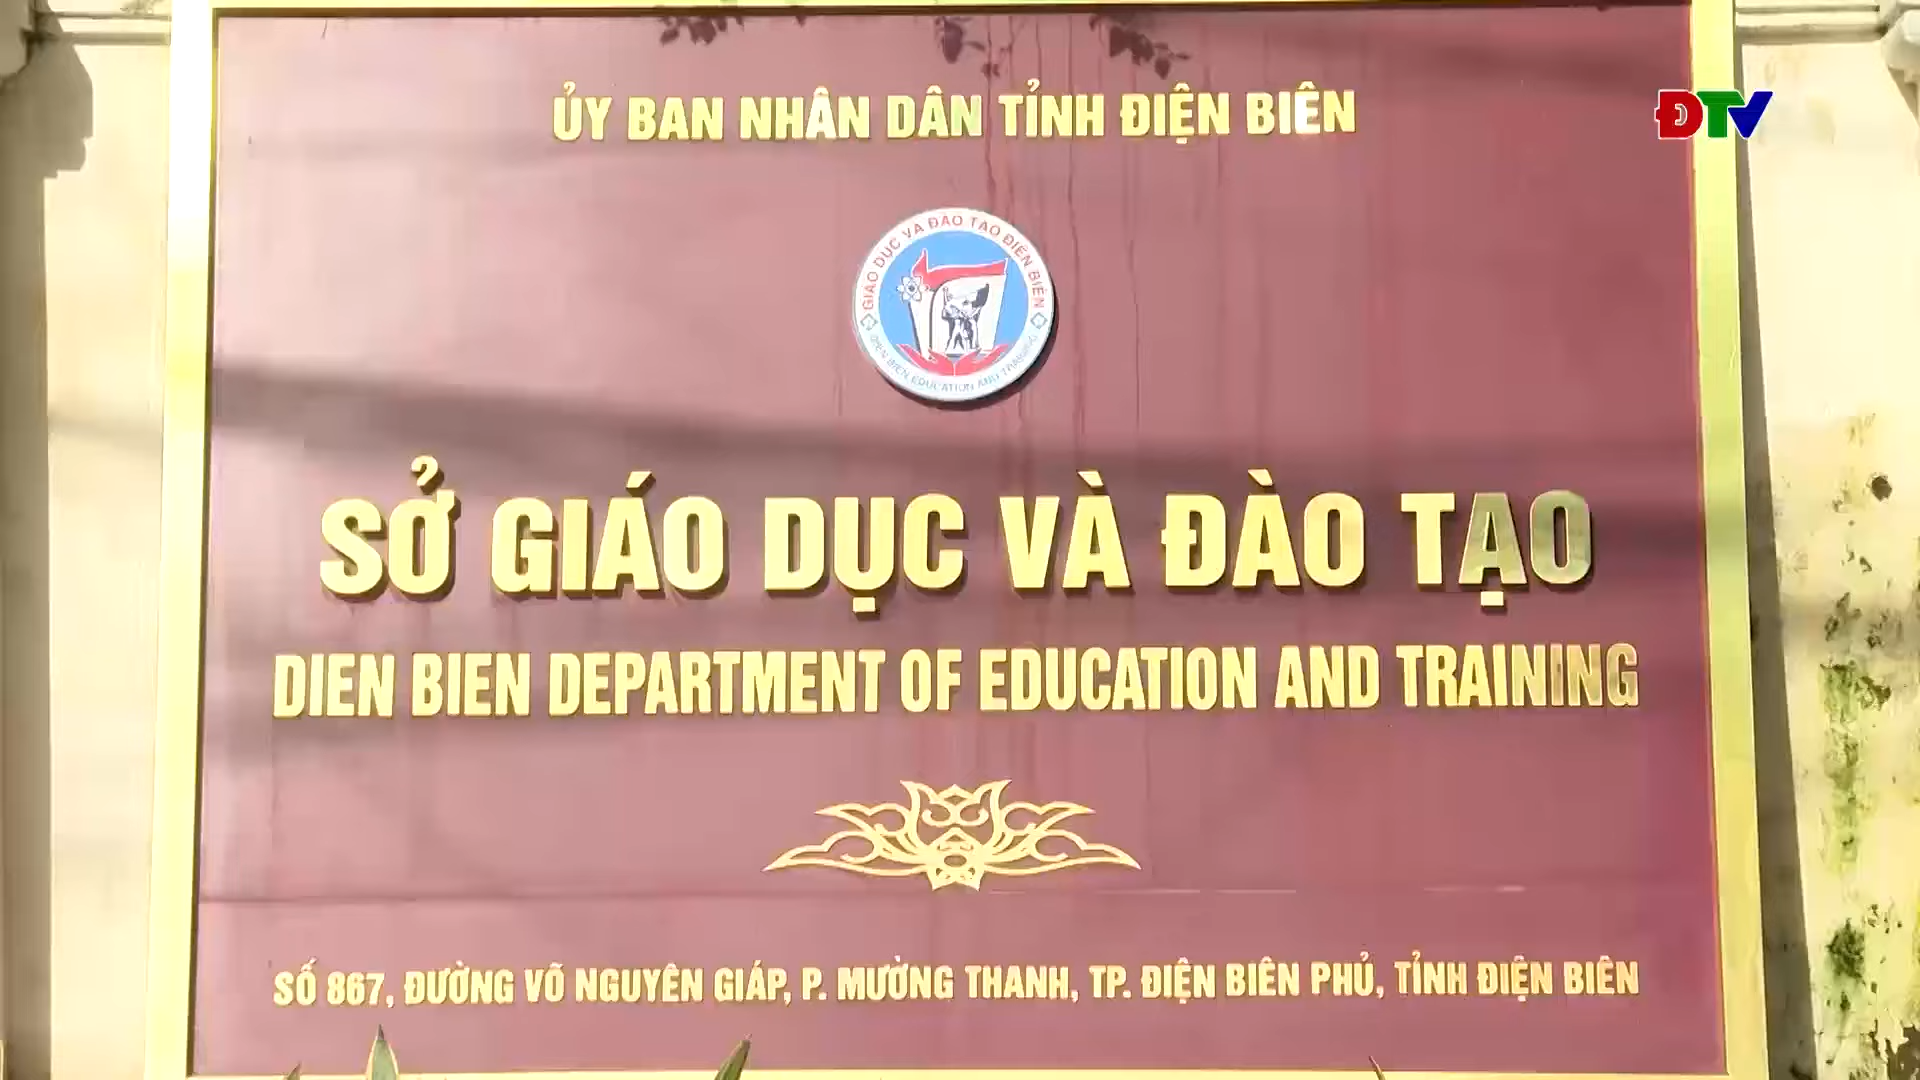 ỦY BAN NHÂN DÂN TỈNH ĐIỆN BIÊN
ĐTV
GIÁO DỤC VÀ ĐÀO TẠO ĐIỆN BIÊN
DIEN BIEN EDUCATION AND TRAINING
SỞ GIÁO DỤC VÀ ĐÀO TẠO
DIEN BIEN DEPARTMENT OF EDUCATION AND TRAINING
SỐ 867, ĐƯỜNG VÕ NGUYÊN GIÁP, P. MƯỜNG THANH, TP. ĐIỆN BIÊN PHỦ, TỈNH ĐIỆN BIÊN